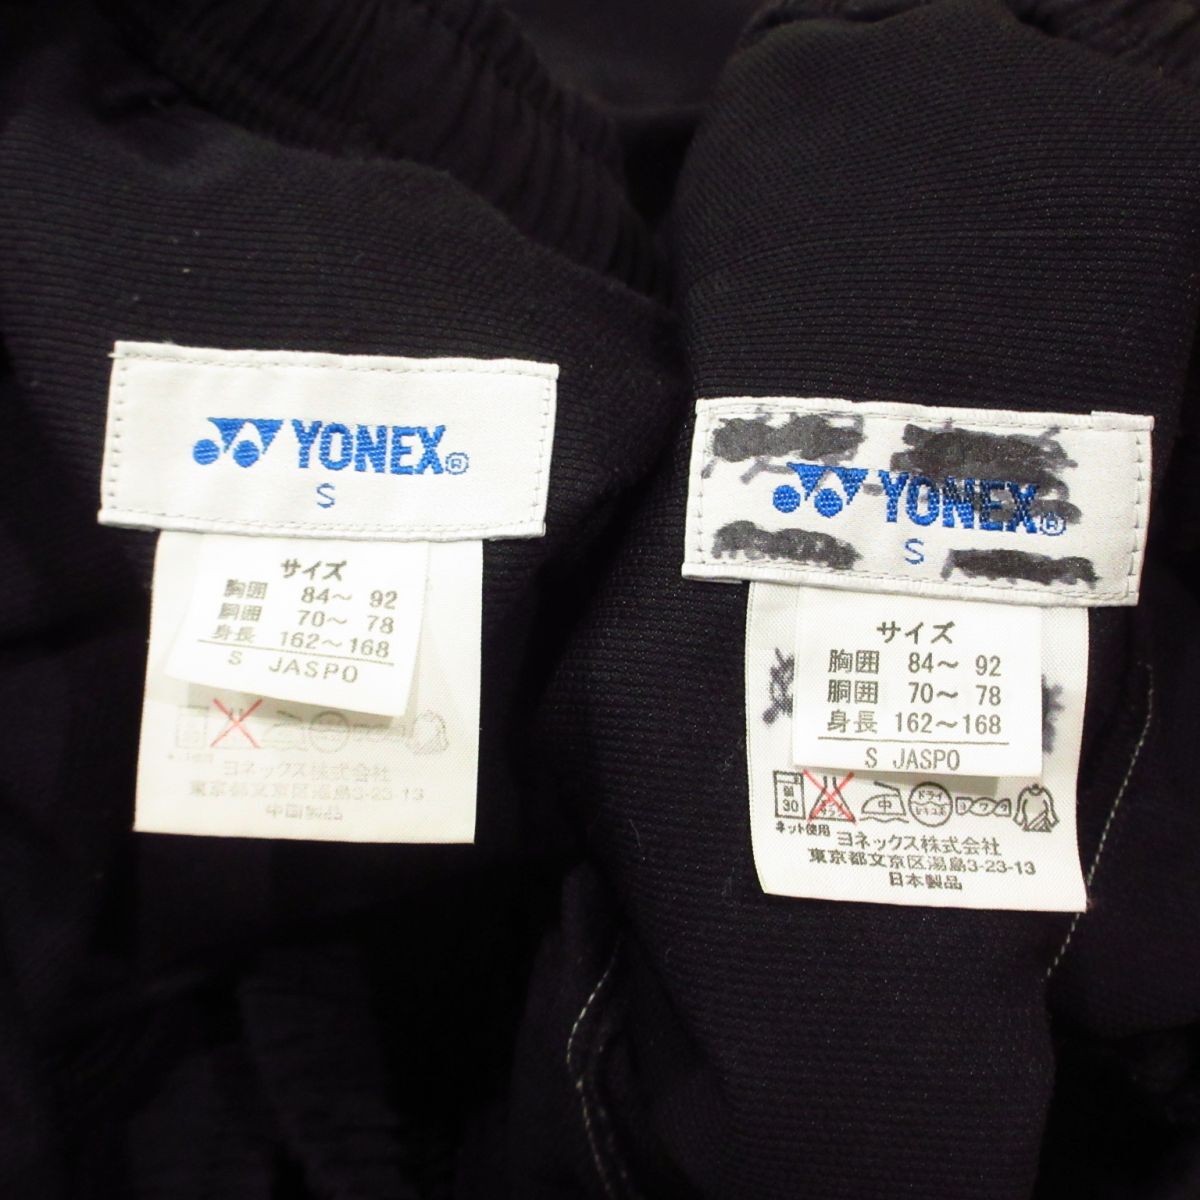 YONEX®
S
サイズ
胸囲 84～ 92
胴囲 70～ 78
身長 162～168
S JASPO
ヨネックス株式会社
東京都文京区湯島3-23-13
中国製品
YONEX®
S
サイズ
胸囲 84～ 92
胴囲 70～ 78
身長 162～168
S JASPO
30
中
ドライ
ネット使用
ヨネックス株式会社
東京都文京区湯島3-23-13
日本製品